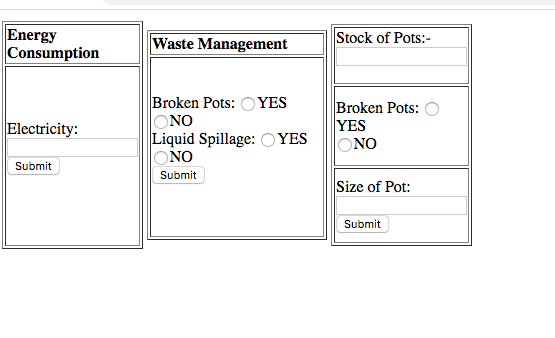 Energy
Consumption
Electricity:
Submit
Waste Management
Broken Pots: YES
NO
Liquid Spillage: YES
NO
Submit
Stock of Pots:-
Broken Pots:
YES
NO
Size of Pot:
Submit